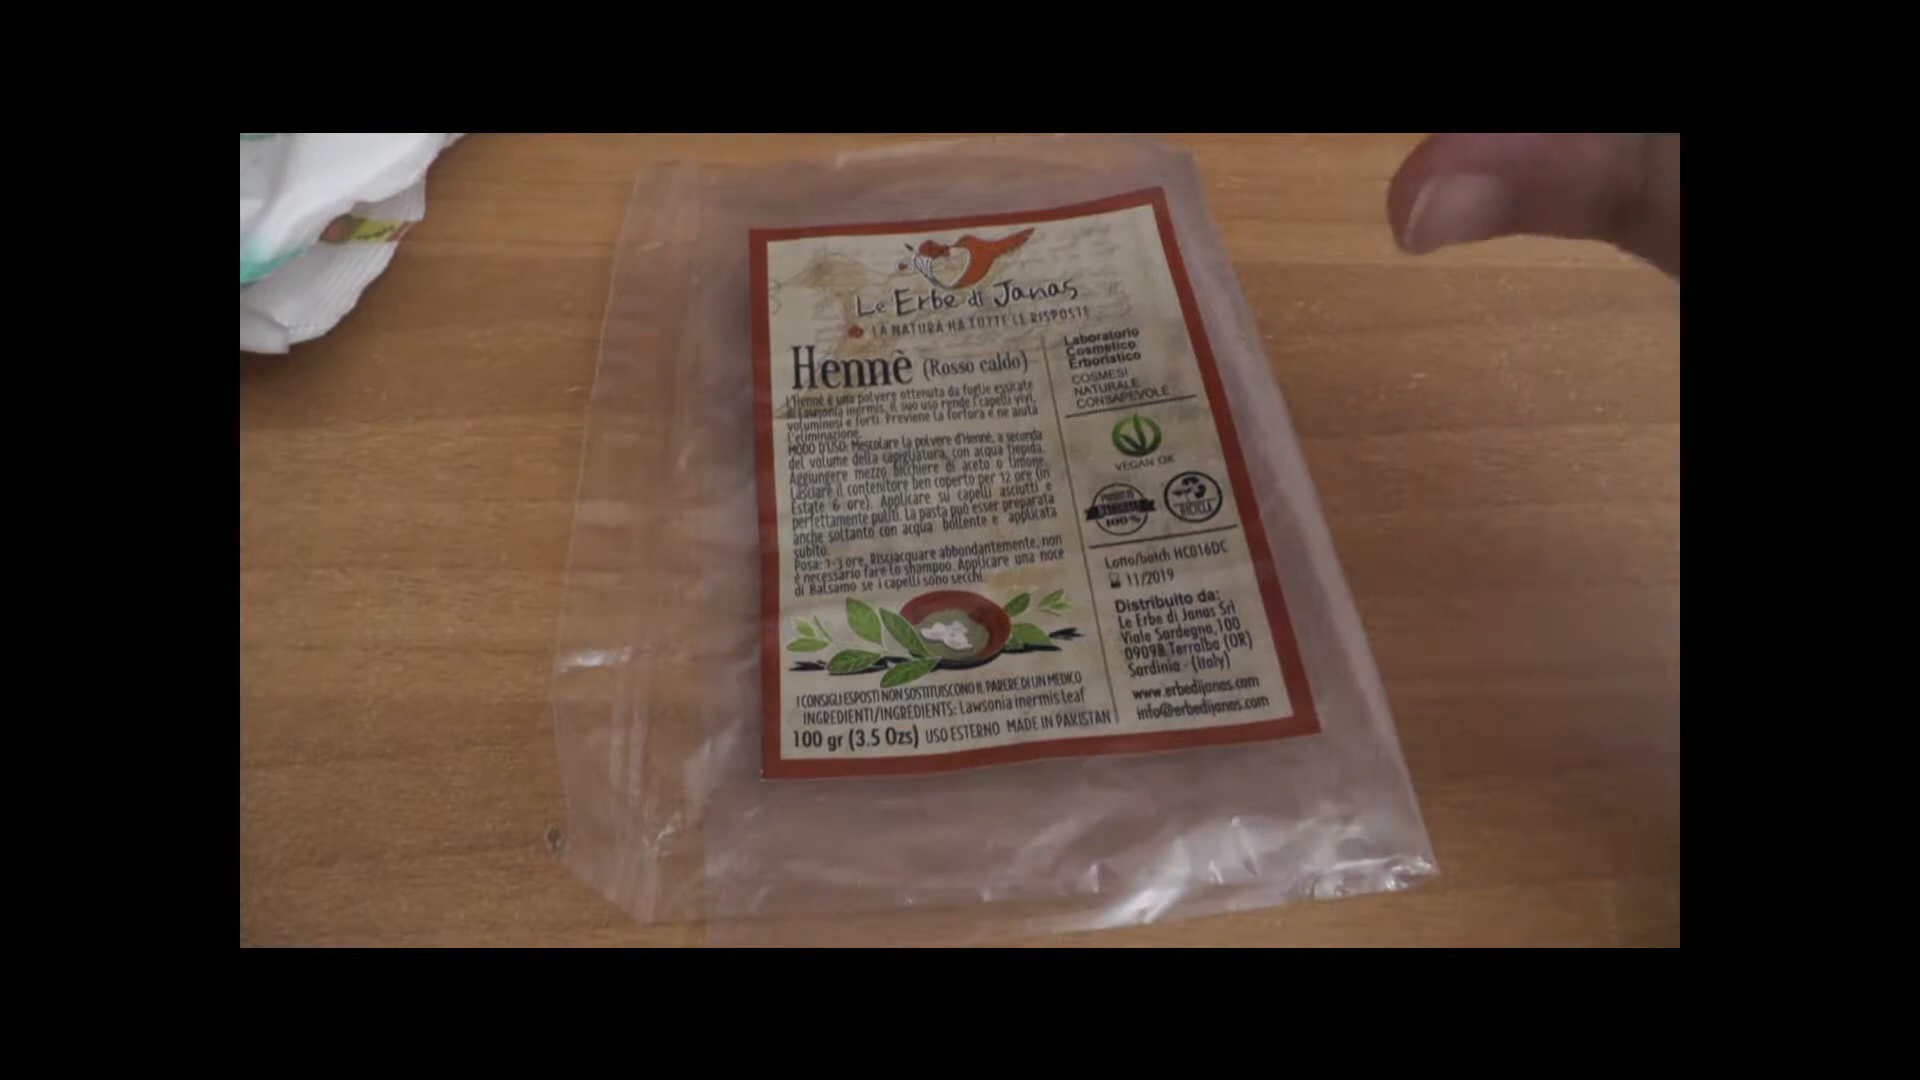 Le Erbe di Janas
LA NATURA HA TUTTE LE RISPOSTE
Hennè (Rosso caldo)
L'Hennè è una polvere ottenuta da foglie essicate
di Lawsonia inermis. Il suo uso rende i capelli vivi,
voluminosi e forti. Previene la forfora e ne aiuta
l'eliminazione.
MODO D'USO: Mescolare la polvere d'Hennè, a seconda
del volume della capigliatura, con acqua tiepida.
Aggiungere mezzo bicchiere di aceto o limone.
Lasciare il contenitore ben coperto per 12 ore (in
Estate 6 ore). Applicare su capelli asciutti e
perfettamente puliti. La pasta può esser preparata
anche soltanto con acqua bollente e applicata
subito.
Posa: 1-3 ore. Risciacquare abbondantemente, non
è necessario fare lo shampoo. Applicare una noce
di Balsamo se i capelli sono secchi.
I CONSIGLI ESPOSTI NON SOSTITUISCONO IL PARERE DI UN MEDICO
INGREDIENTI/INGREDIENTS: Lawsonia inermis leaf
100 gr (3.5 Ozs) USO ESTERNO MADE IN PAKISTAN
Laboratorio
Cosmetico
Erboristico
COSMESI
NATURALE
CONSAPEVOLE
VEGAN OK
PRODOTTO
NATURALE
100%
RICICLA
Lotto/batch HC016DC
11/2019
Distribuito da:
Le Erbe di Janas Srl
Viale Sardegna,100
09098 Terralba (OR)
Sardinia - (Italy)
www.erbedijanas.com
info@erbedijanas.com